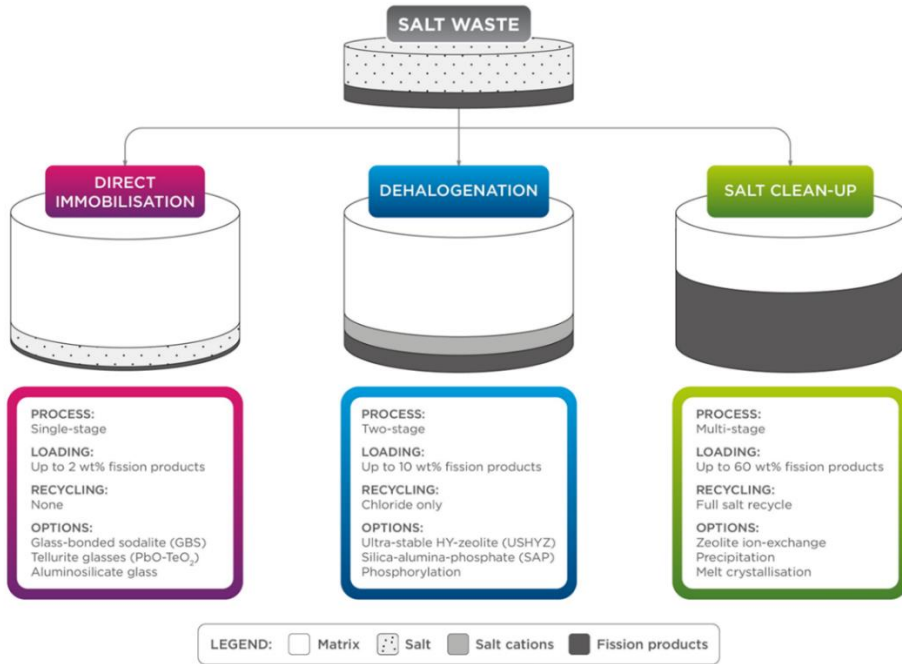 SALT WASTE
DIRECT
IMMOBILISATION
DEHALOGENATION
SALT CLEAN-UP
PROCESS:
Single-stage
LOADING:
Up to 2 wt% fission products
RECYCLING:
None
OPTIONS:
Glass-bonded sodalite (GBS)
Tellurite glasses (PbO-TeO₂)
Aluminosilicate glass
PROCESS:
Two-stage
LOADING:
Up to 10 wt% fission products
RECYCLING:
Chloride only
OPTIONS:
Ultra-stable HY-zeolite (USHYZ)
Silica-alumina-phosphate (SAP)
Phosphorylation
PROCESS:
Multi-stage
LOADING:
Up to 60 wt% fission products
RECYCLING:
Full salt recycle
OPTIONS:
Zeolite ion-exchange
Precipitation
Melt crystallisation
LEGEND: Matrix Salt Salt cations Fission products